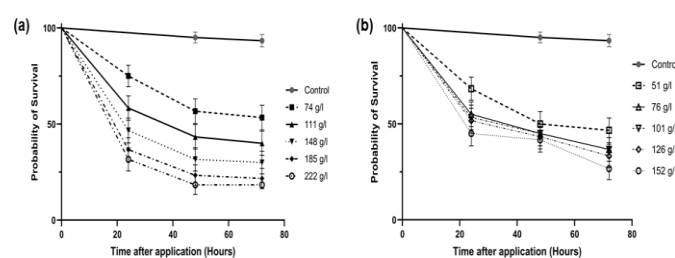 (a)
Probability of Survival
100
50
0
0 20 40 60 80
Time after application (Hours)
Control
74 g/l
111 g/l
148 g/l
185 g/l
222 g/l
(b)
Probability of Survival
100
50
0
0 20 40 60 80
Time after application (Hours)
Contro
51 g/l
76 g/l
101 g/
126 g/
152 g/